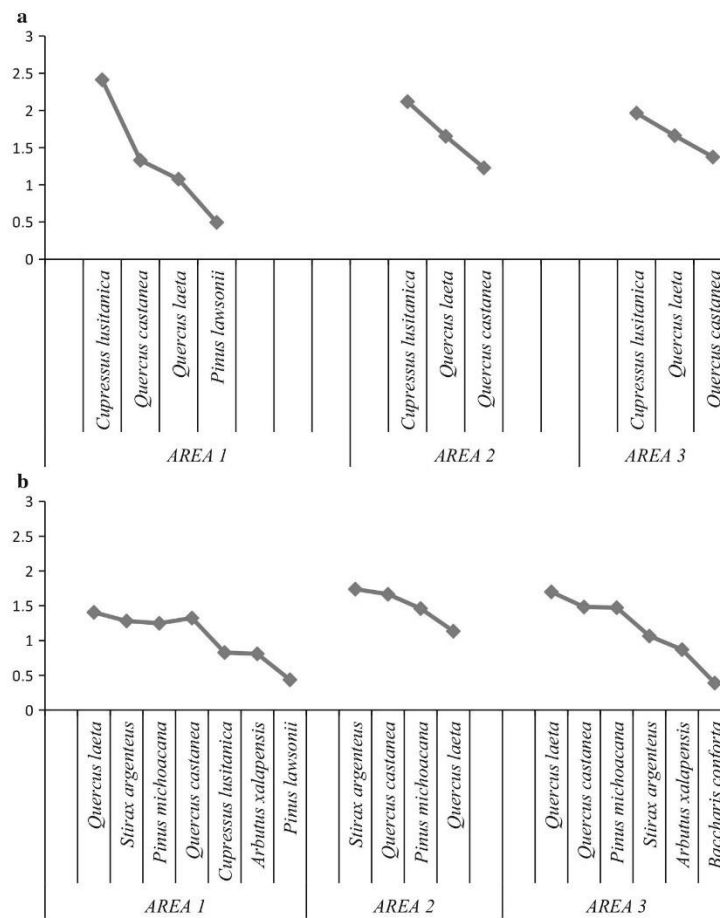 a
3
2.5
2
1.5
1
0.5
0
Cupressus lusitanica
Quercus castanea
Quercus laeta
Pinus lawsonii
Cupressus lusitanica
Quercus laeta
Quercus castanea
Cupressus lusitanica
Quercus laeta
Quercus castanea
AREA 1
AREA 2
AREA 3
b
3
2.5
2
1.5
1
0.5
0
Quercus laeta
Stirax argenteus
Pinus michoacana
Quercus castanea
Cupressus lusitanica
Arbutus xalapensis
Pinus lawsonii
Stirax argenteus
Quercus castanea
Pinus michoacana
Quercus laeta
Quercus laeta
Quercus castanea
Pinus michoacana
Stirax argenteus
Arbutus xalapensis
Baccharis conforta
AREA 1
AREA 2
AREA 3